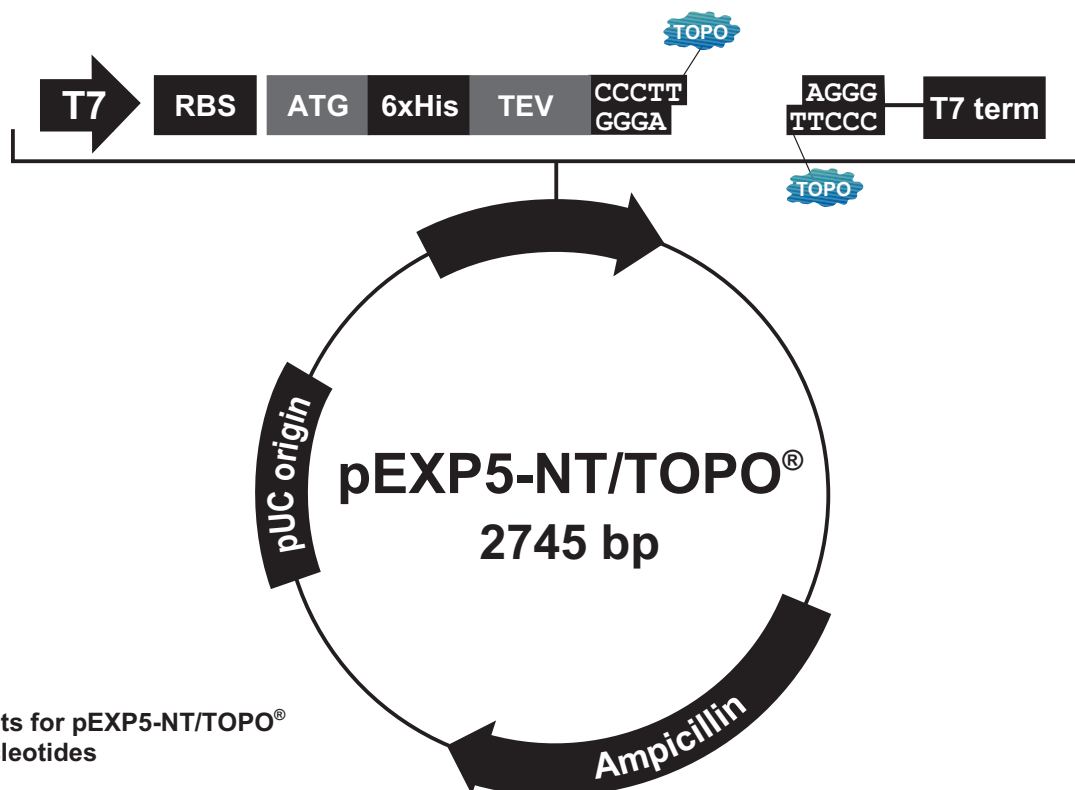 TOPO
T7 RBS ATG 6xHis TEV CCCTT AGGG T7 term
GGGA TTCCC
TOPO
pUC origin
pEXP5-NT/TOPO®
2745 bp
Ampicillin
ts for pEXP5-NT/TOPO®
leotides